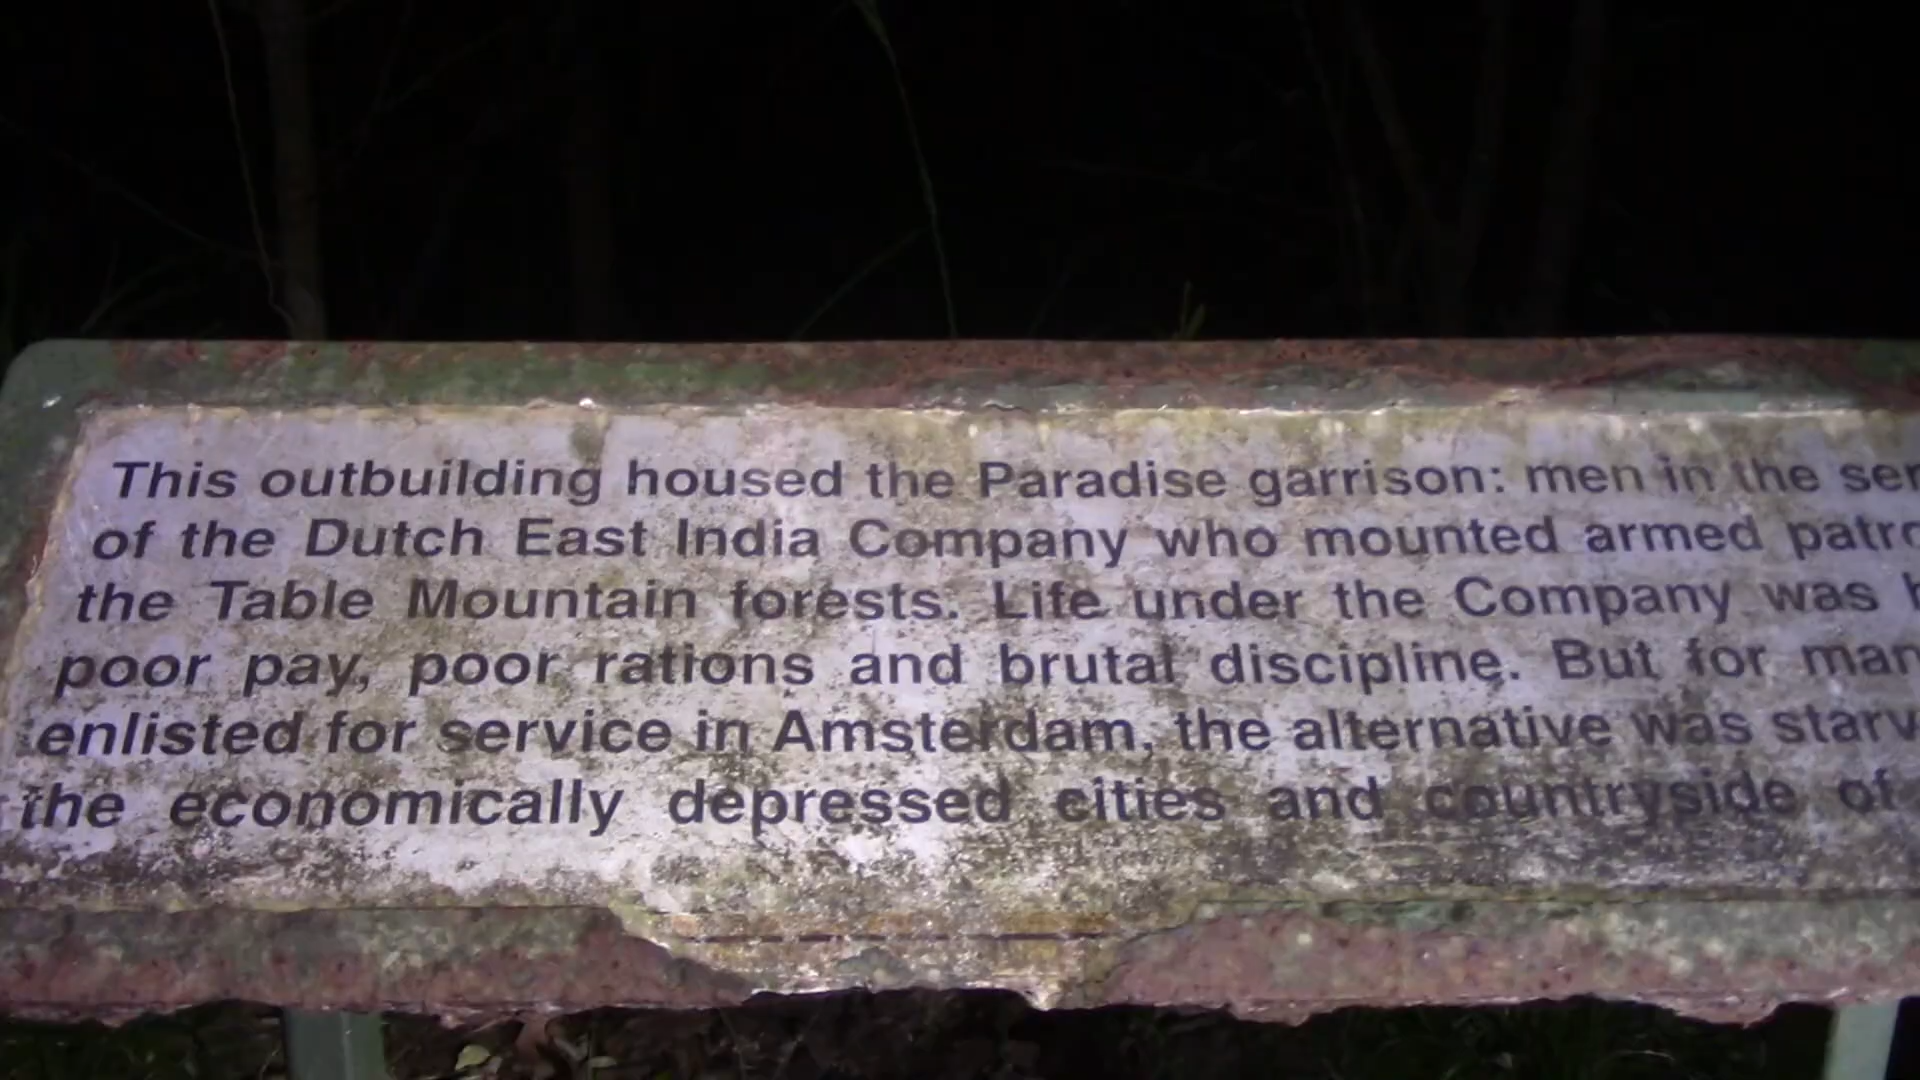 This outbuilding housed the Paradise garrison: men in the ser
of the Dutch East India Company who mounted armed patro
the Table Mountain forests. Life under the Company was h
poor pay, poor rations and brutal discipline. But for man
enlisted for service in Amsterdam, the alternative was starv
the economically depressed cities and countryside of